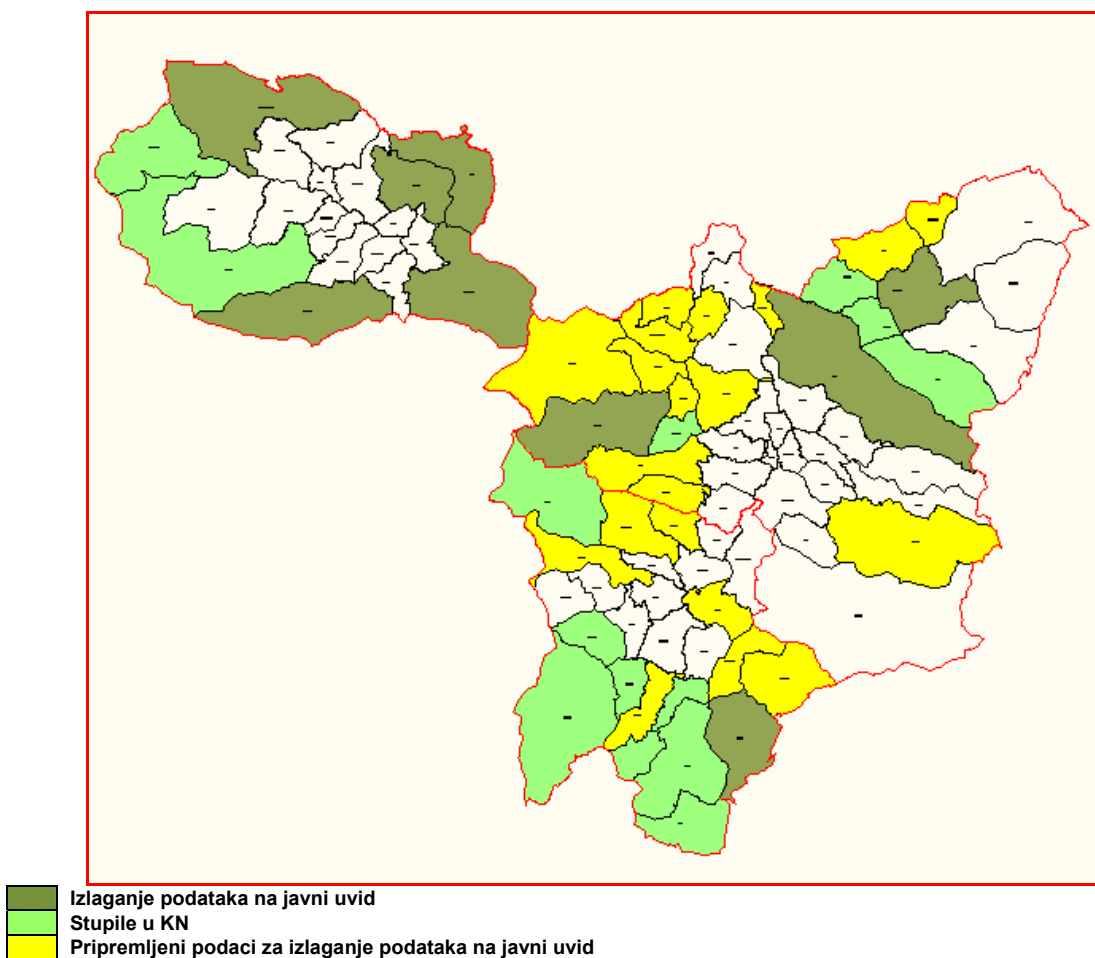 Izlaganje podataka na javni uvid
Stupile u KN
Pripremljeni podaci za izlaganje podataka na javni uvid